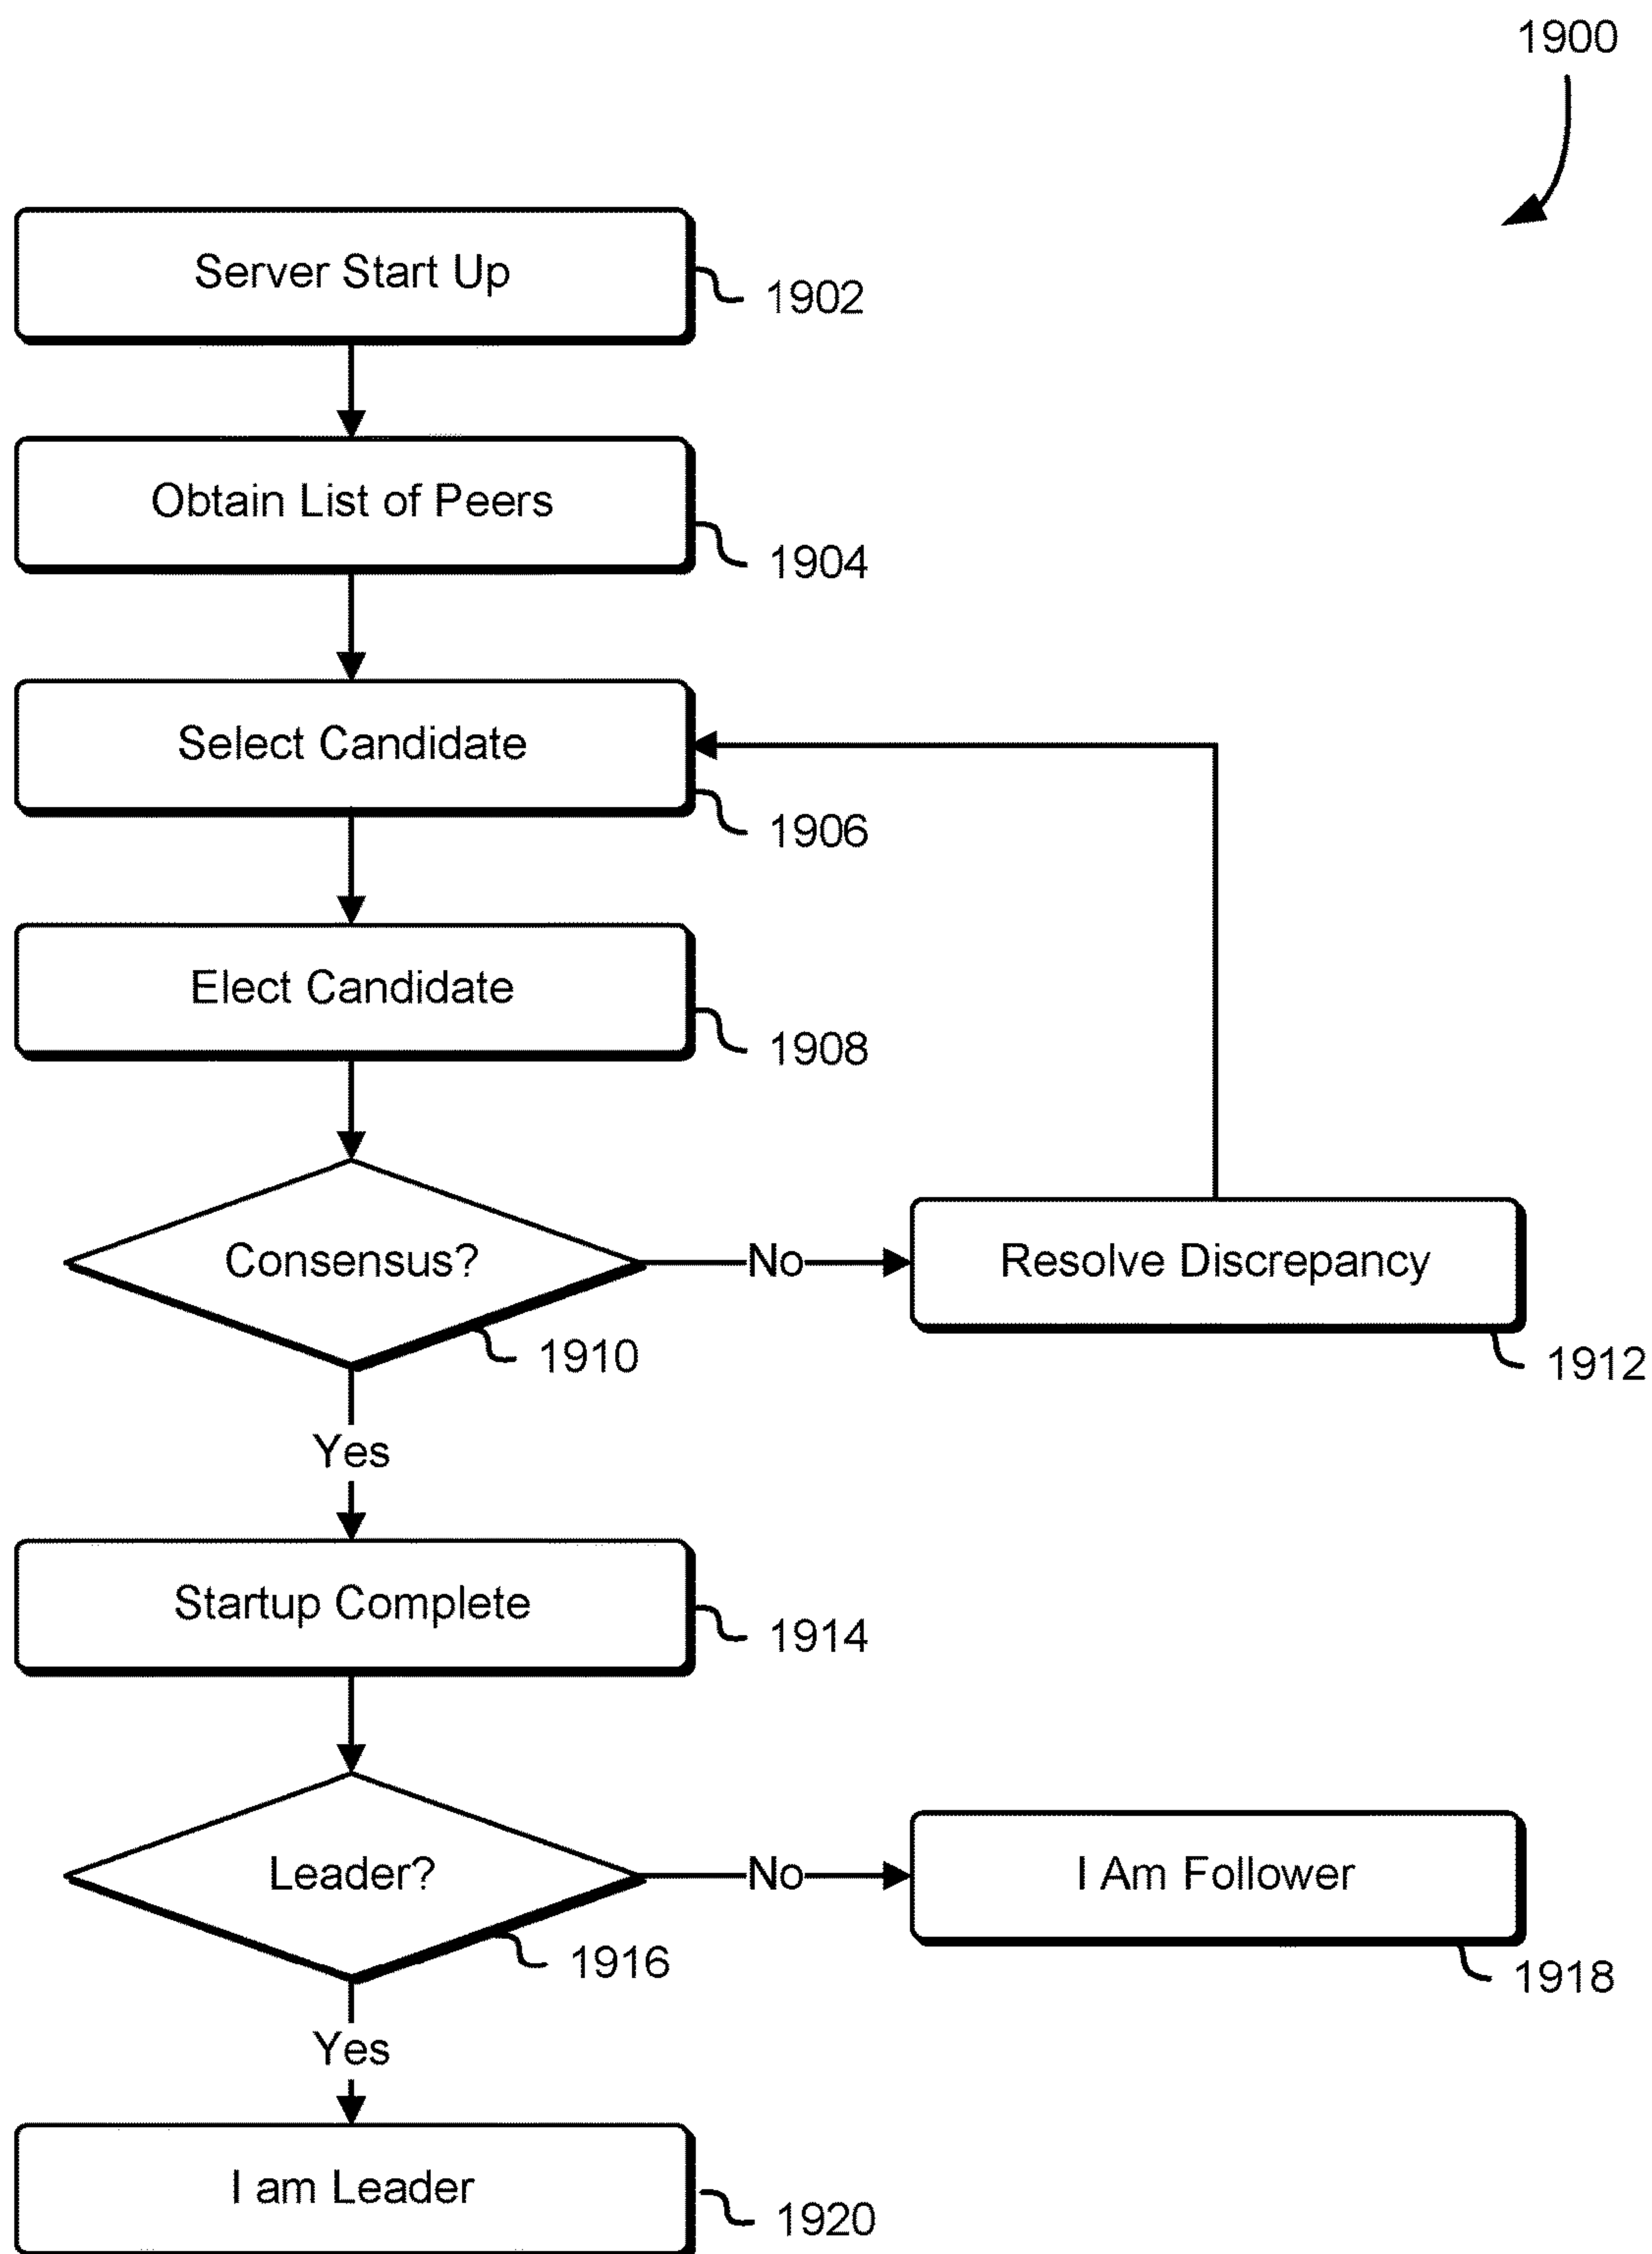 1900
Server Start Up
1902
Obtain List of Peers
1904
Select Candidate
1906
Elect Candidate
1908
Consensus?
No
Resolve Discrepancy
1910
1912
Yes
Startup Complete
1914
Leader?
No
I Am Follower
1916
1918
Yes
I am Leader
1920